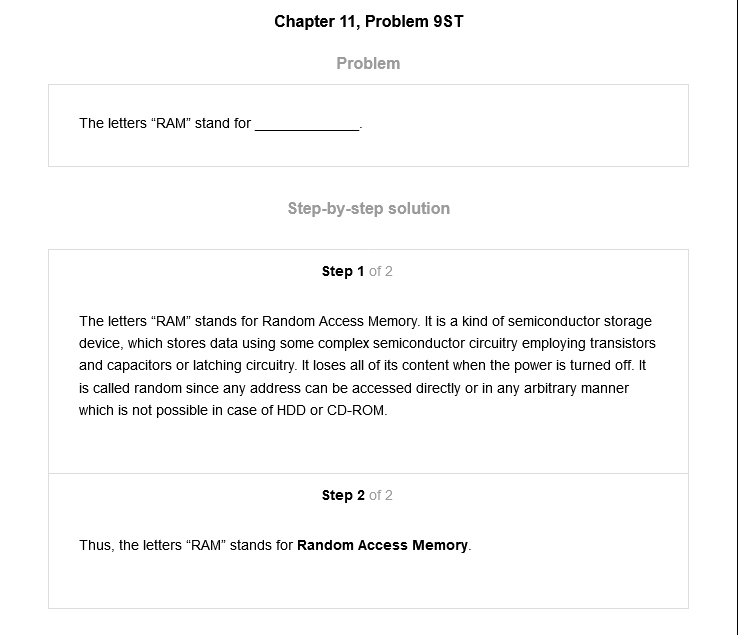 Chapter 11, Problem 9ST
Problem
The letters “RAM” stand for _____________.
Step-by-step solution
Step 1 of 2
The letters “RAM” stands for Random Access Memory. It is a kind of semiconductor storage
device, which stores data using some complex semiconductor circuitry employing transistors
and capacitors or latching circuitry. It loses all of its content when the power is turned off. It
is called random since any address can be accessed directly or in any arbitrary manner
which is not possible in case of HDD or CD-ROM.
Step 2 of 2
Thus, the letters “RAM” stands for Random Access Memory.